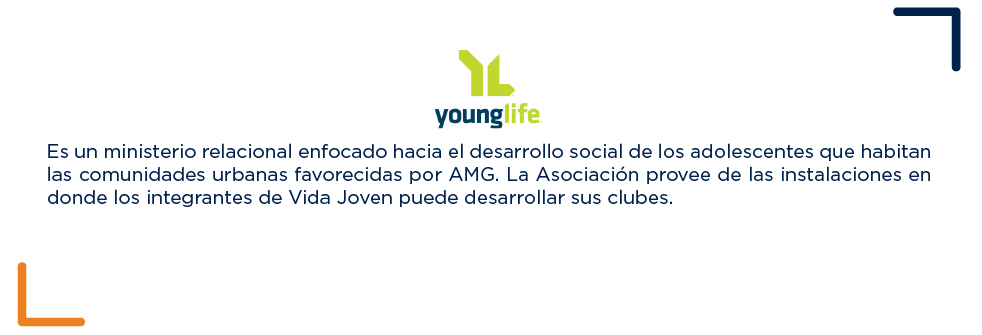 YL
younglife
Es un ministerio relacional enfocado hacia el desarrollo social de los adolescentes que habitan
las comunidades urbanas favorecidas por AMG. La Asociación provee de las instalaciones en
donde los integrantes de Vida Joven puede desarrollar sus clubes.